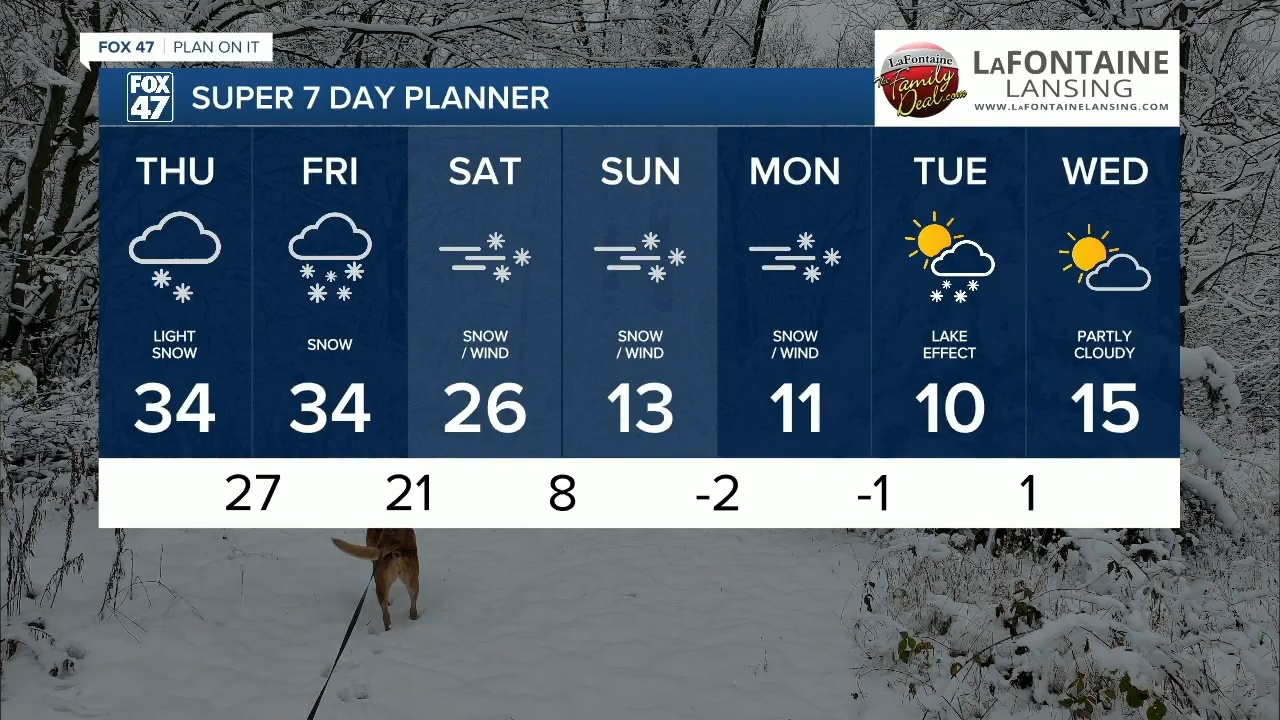 FOX 47 PLAN ON IT
FOX
47
SUPER 7 DAY PLANNER
LaFontaine
the Family
Deal.com
LAFONTAINE
LANSING
WWW.LAFONTAINELANSING.COM
THU FRI SAT SUN MON TUE WED
LIGHT
SNOW
SNOW
SNOW
/ WIND
SNOW
/ WIND
SNOW
/ WIND
LAKE
EFFECT
PARTLY
CLOUDY
34 34 26 13 11 10 15
27 21 8 -2 -1 1